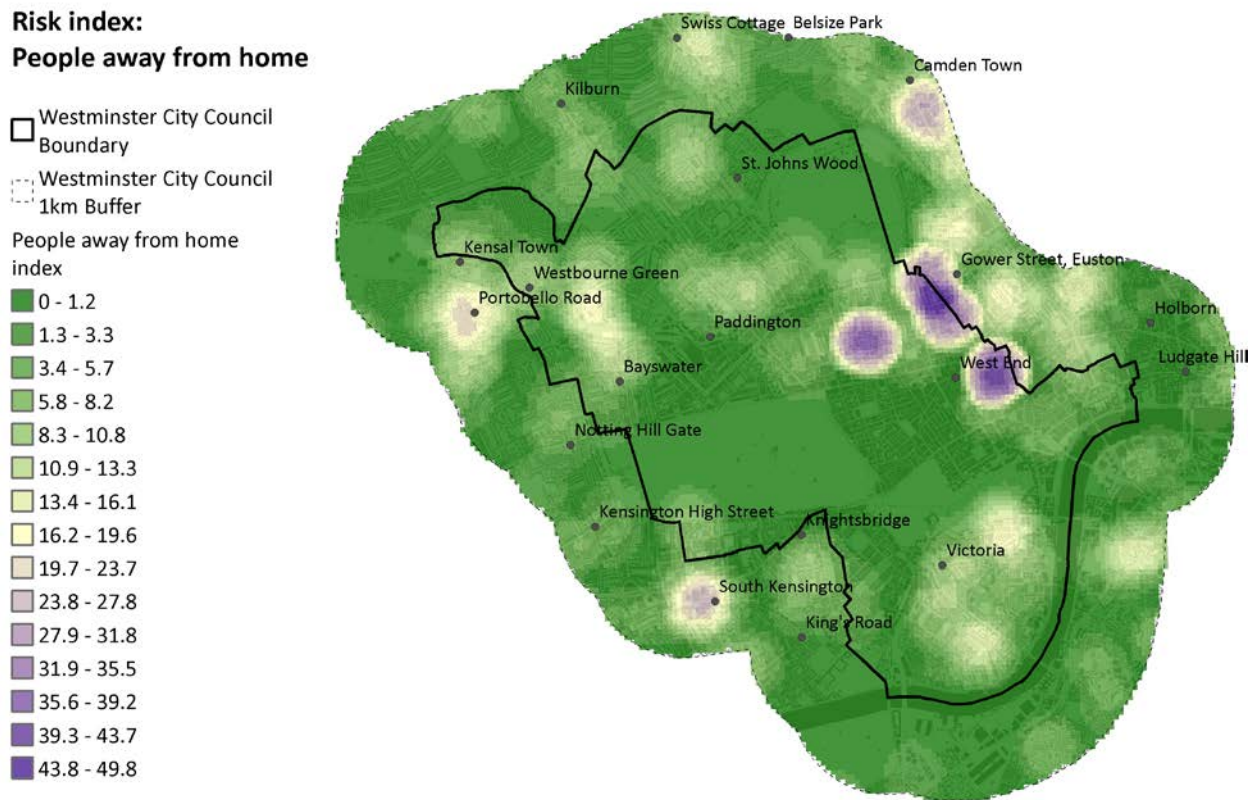 Risk index:
People away from home
Westminster City Council
Boundary
Westminster City Council
1km Buffer
People away from home
index
0 - 1.2
1.3 - 3.3
3.4 - 5.7
5.8 - 8.2
8.3 - 10.8
10.9 - 13.3
13.4 - 16.1
16.2 - 19.6
19.7 - 23.7
23.8 - 27.8
27.9 - 31.8
31.9 - 35.5
35.6 - 39.2
39.3 - 43.7
43.8 - 49.8
Swiss Cottage
Belsize Park
Camden Town
Kilburn
St. Johns Wood
Kensal Town
Westbourne Green
Gower Street, Euston
Portobello Road
Holborn
Paddington
Ludgate Hill
West End
Bayswater
Notting Hill Gate
Kensington High Street
Knightsbridge
Victoria
South Kensington
King's Road